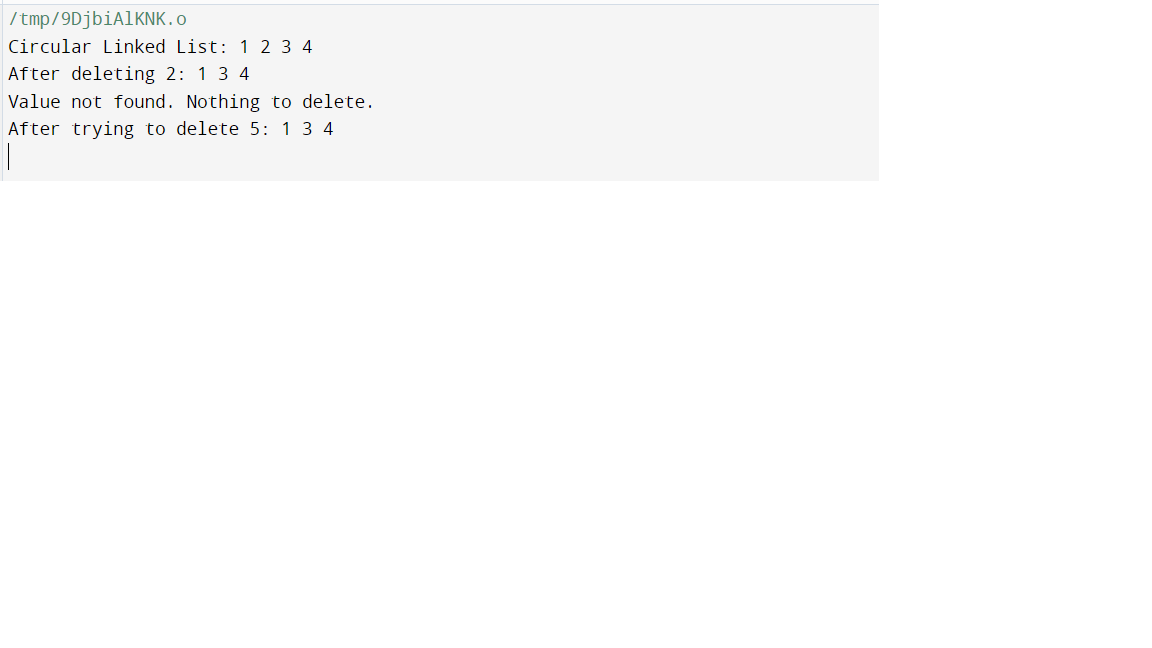 /tmp/9DjbiAlKNK.o
Circular Linked List: 1 2 3 4
After deleting 2: 1 3 4
Value not found. Nothing to delete.
After trying to delete 5: 1 3 4